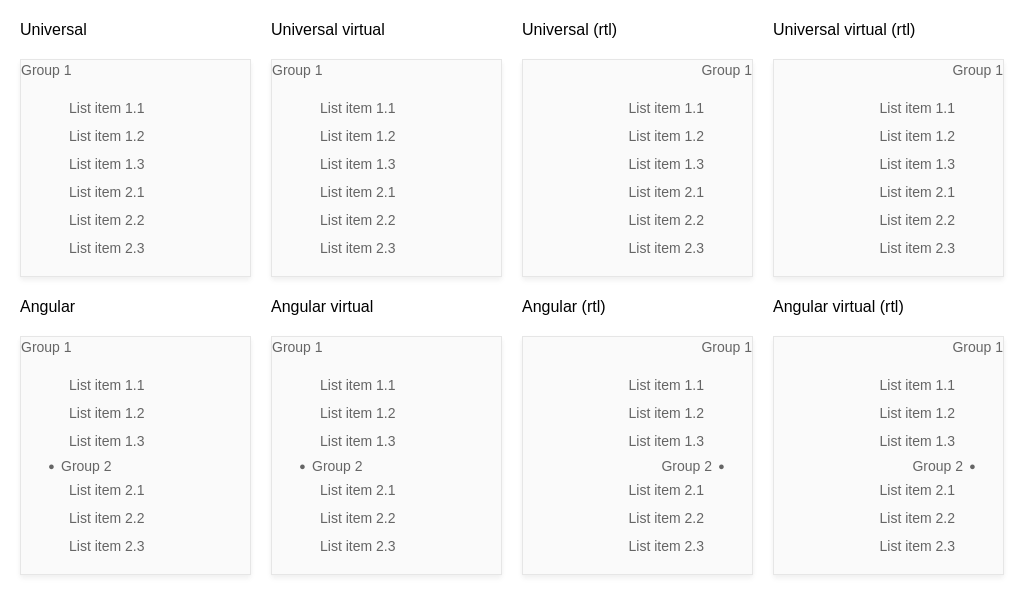 Universal
Group 1
List item 1.1
List item 1.2
List item 1.3
List item 2.1
List item 2.2
List item 2.3
Universal virtual
Group 1
List item 1.1
List item 1.2
List item 1.3
List item 2.1
List item 2.2
List item 2.3
Universal (rtl)
Group 1
List item 1.1
List item 1.2
List item 1.3
List item 2.1
List item 2.2
List item 2.3
Universal virtual (rtl)
Group 1
List item 1.1
List item 1.2
List item 1.3
List item 2.1
List item 2.2
List item 2.3
Angular
Group 1
List item 1.1
List item 1.2
List item 1.3
• Group 2
List item 2.1
List item 2.2
List item 2.3
Angular virtual
Group 1
List item 1.1
List item 1.2
List item 1.3
• Group 2
List item 2.1
List item 2.2
List item 2.3
Angular (rtl)
Group 1
List item 1.1
List item 1.2
List item 1.3
Group 2 •
List item 2.1
List item 2.2
List item 2.3
Angular virtual (rtl)
Group 1
List item 1.1
List item 1.2
List item 1.3
Group 2 •
List item 2.1
List item 2.2
List item 2.3